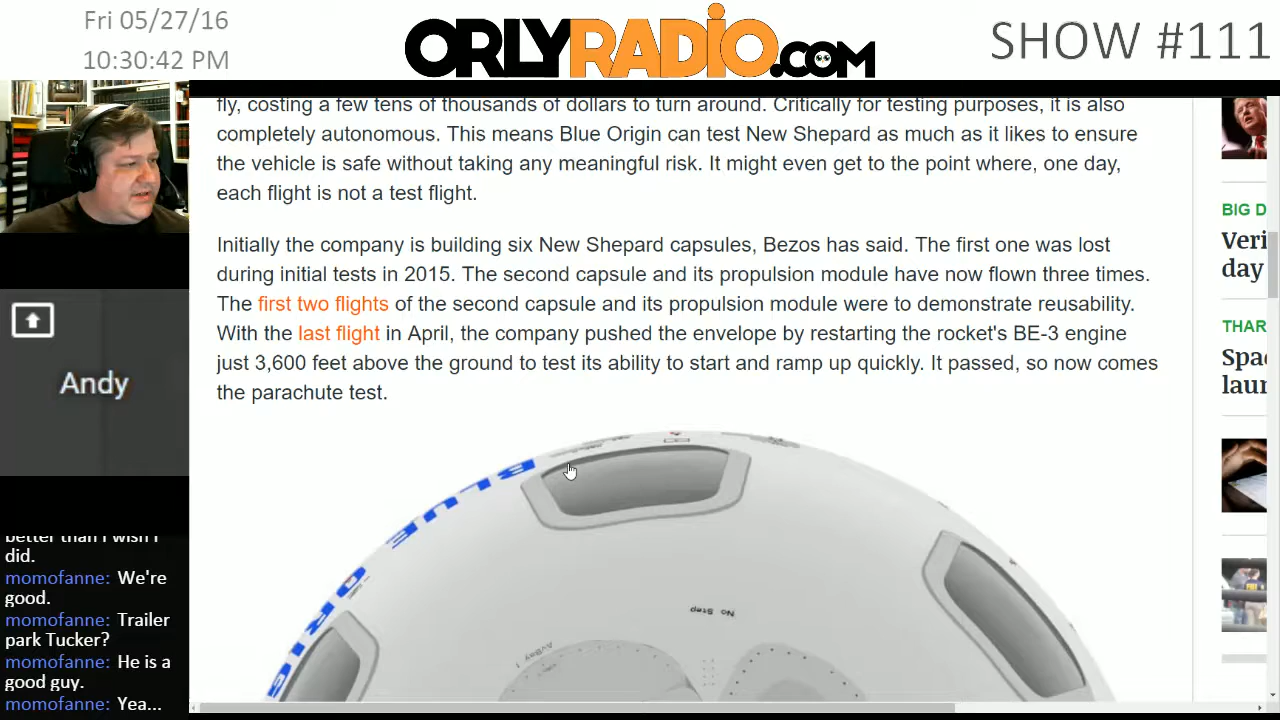 Fri 05/27/16
10:30:42 PM
ORLYRADIO.COM
SHOW #111
fly, costing a few tens of thousands of dollars to turn around. Critically for testing purposes, it is also
completely autonomous. This means Blue Origin can test New Shepard as much as it likes to ensure
the vehicle is safe without taking any meaningful risk. It might even get to the point where, one day,
each flight is not a test flight.
Initially the company is building six New Shepard capsules, Bezos has said. The first one was lost
during initial tests in 2015. The second capsule and its propulsion module have now flown three times.
The first two flights of the second capsule and its propulsion module were to demonstrate reusability.
With the last flight in April, the company pushed the envelope by restarting the rocket's BE-3 engine
just 3,600 feet above the ground to test its ability to start and ramp up quickly. It passed, so now comes
the parachute test.
BLUE ORIG
No Step
BIG D
Veri
day
THAR
Spac
laun
Andy
better than I wish I
did.
momofanne: We're
good.
momofanne: Trailer
park Tucker?
momofanne: He is a
good guy.
momofanne: Yea...